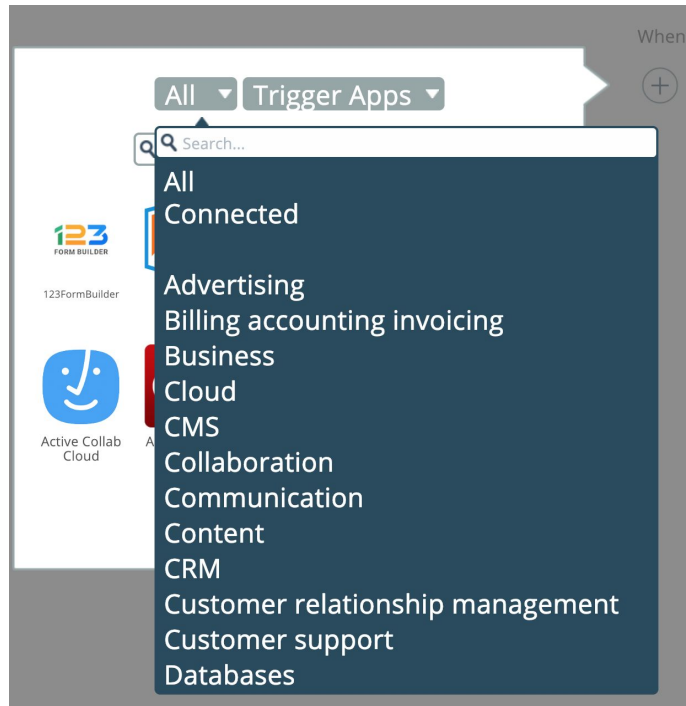 When
All
Trigger Apps
Search...
All
Connected
Advertising
Billing accounting invoicing
Business
Cloud
CMS
Collaboration
Communication
Content
CRM
Customer relationship management
Customer support
Databases
123
FORM BUILDER
123FormBuilder
Active Collab
Cloud
A